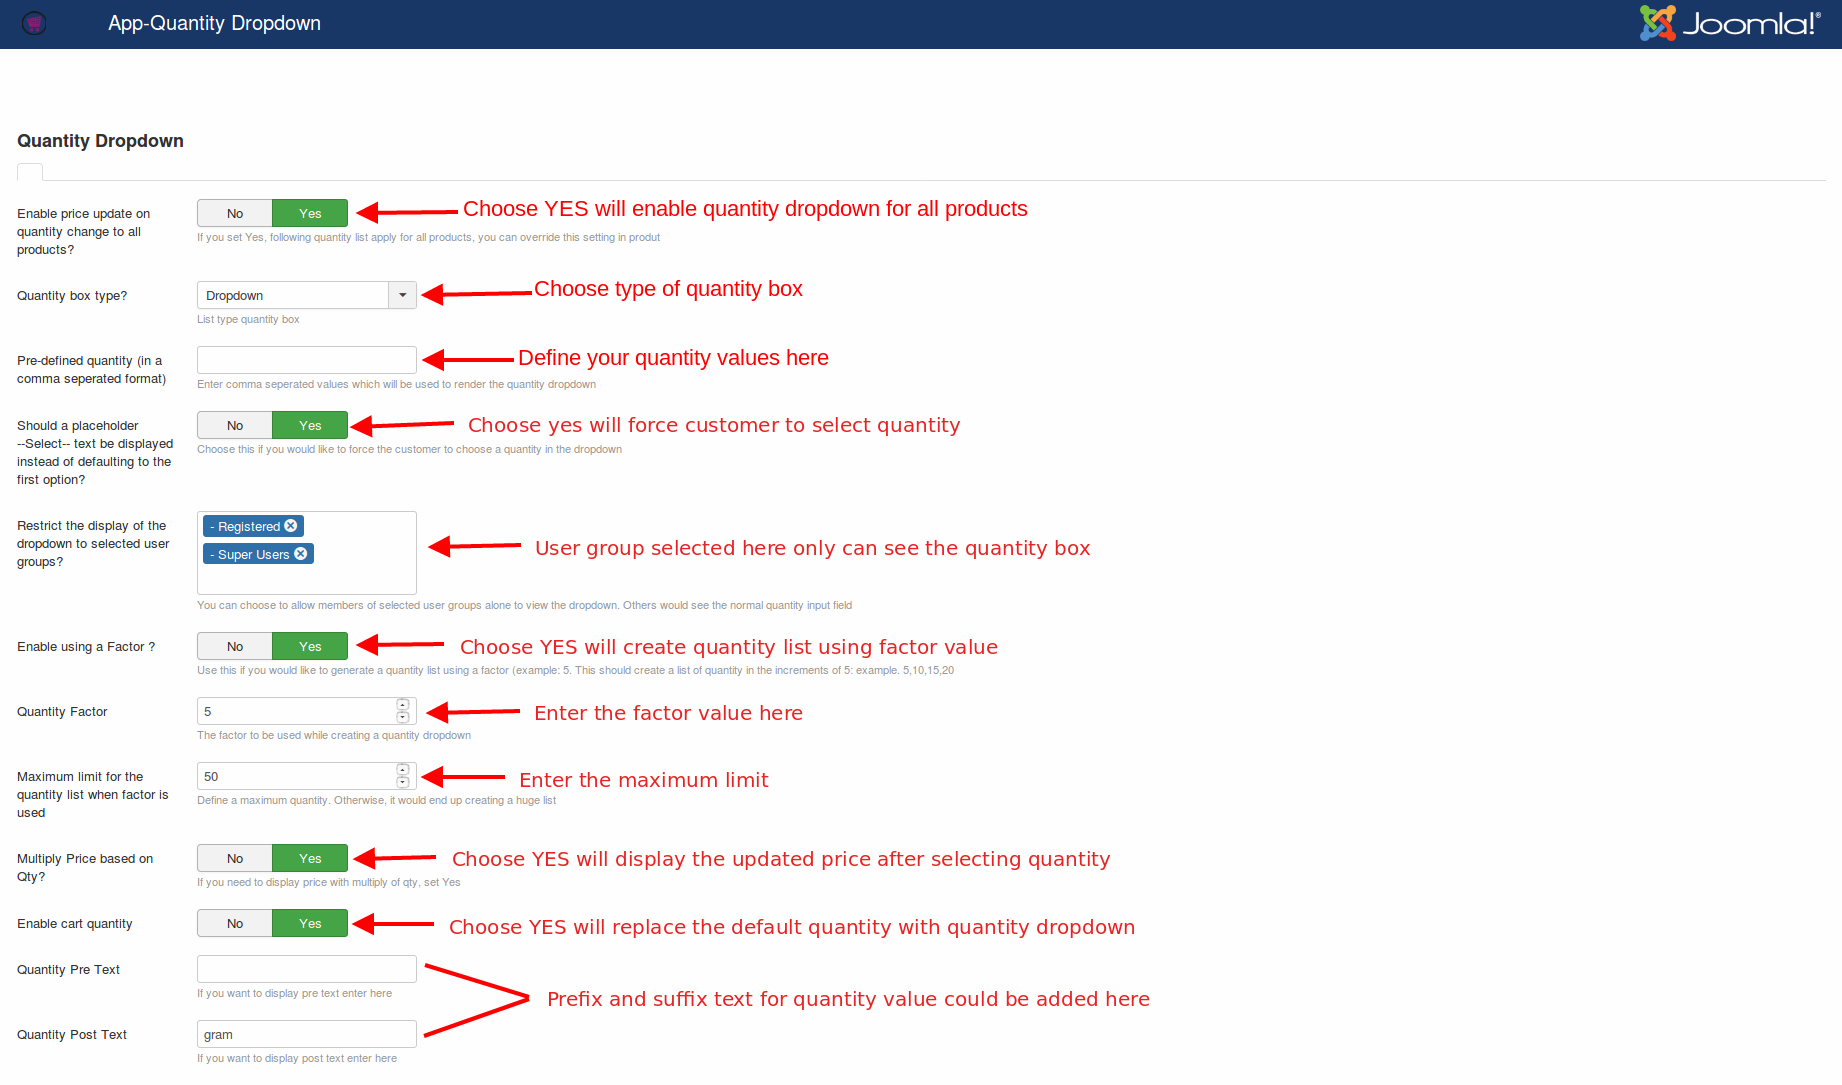 App-Quantity Dropdown
Joomla!®
Quantity Dropdown
Enable price update on
quantity change to all
products?
No
Yes
Choose YES will enable quantity dropdown for all products
If you set Yes, following quantity list apply for all products, you can override this setting in produt
Quantity box type?
Dropdown
Choose type of quantity box
List type quantity box
Pre-defined quantity (in a
comma seperated format)
Define your quantity values here
Enter comma seperated values which will be used to render the quantity dropdown
Should a placeholder
--Select-- text be displayed
instead of defaulting to the
first option?
No
Yes
Choose yes will force customer to select quantity
Choose this if you would like to force the customer to choose a quantity in the dropdown
Restrict the display of the
dropdown to selected user
groups?
- Registered
- Super Users
User group selected here only can see the quantity box
You can choose to allow members of selected user groups alone to view the dropdown. Others would see the normal quantity input field
Enable using a Factor ?
No
Yes
Choose YES will create quantity list using factor value
Use this if you would like to generate a quantity list using a factor (example: 5. This should create a list of quantity in the increments of 5: example. 5,10,15,20
Quantity Factor
5
Enter the factor value here
The factor to be used while creating a quantity dropdown
Maximum limit for the
quantity list when factor is
used
50
Enter the maximum limit
Define a maximum quantity. Otherwise, it would end up creating a huge list
Multiply Price based on
Qty?
No
Yes
Choose YES will display the updated price after selecting quantity
If you need to display price with multiply of qty, set Yes
Enable cart quantity
No
Yes
Choose YES will replace the default quantity with quantity dropdown
Quantity Pre Text
If you want to display pre text enter here
Prefix and suffix text for quantity value could be added here
Quantity Post Text
gram
If you want to display post text enter here